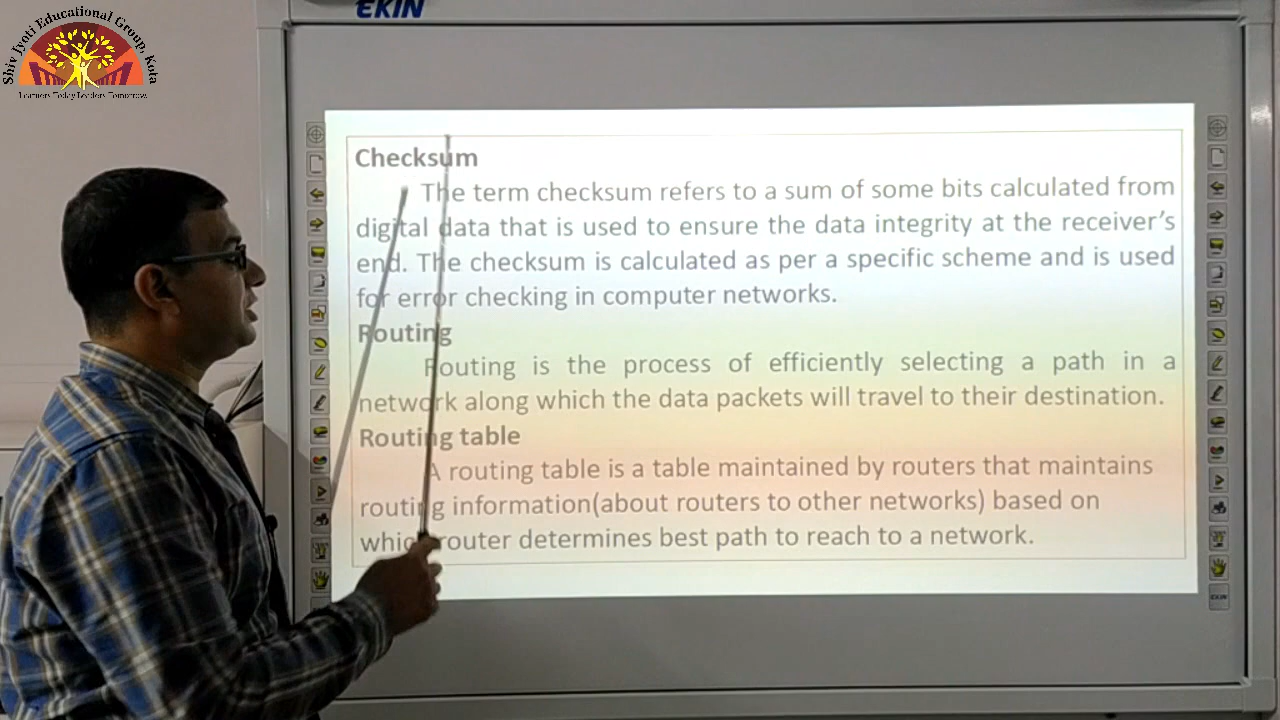 EKIN
Shiv Jyoti Educational Group, Kota
Learners Today Leaders Tomorrow
Checksum
The term checksum refers to a sum of some bits calculated from
digital data that is used to ensure the data integrity at the receiver's
end. The checksum is calculated as per a specific scheme and is used
for error checking in computer networks.
Routing
Routing is the process of efficiently selecting a path in a
network along which the data packets will travel to their destination.
Routing table
A routing table is a table maintained by routers that maintains
routing information(about routers to other networks) based on
which router determines best path to reach to a network.
EKIN